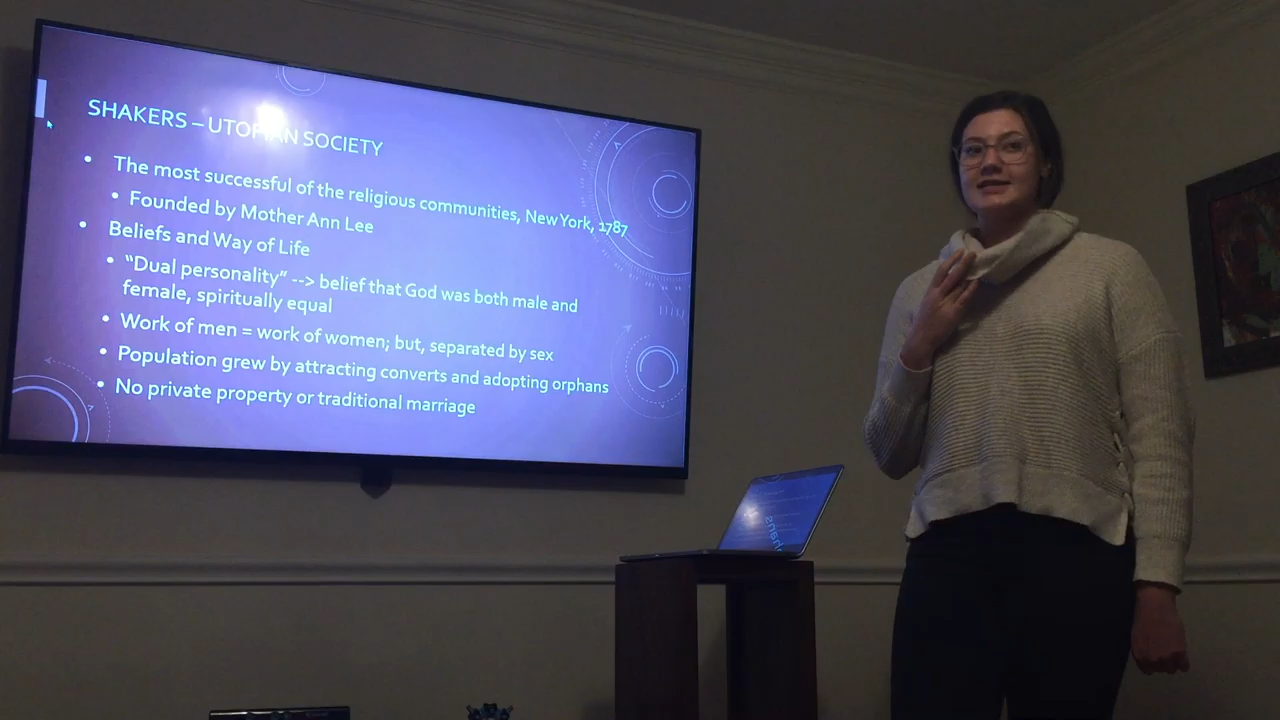 SHAKERS – UTOPIAN SOCIETY
• The most successful of the religious communities, New York, 1787
• Founded by Mother Ann Lee
• Beliefs and Way of Life
• “Dual personality” --> belief that God was both male and
female, spiritually equal
• Work of men = work of women; but, separated by sex
• Population grew by attracting converts and adopting orphans
• No private property or traditional marriage